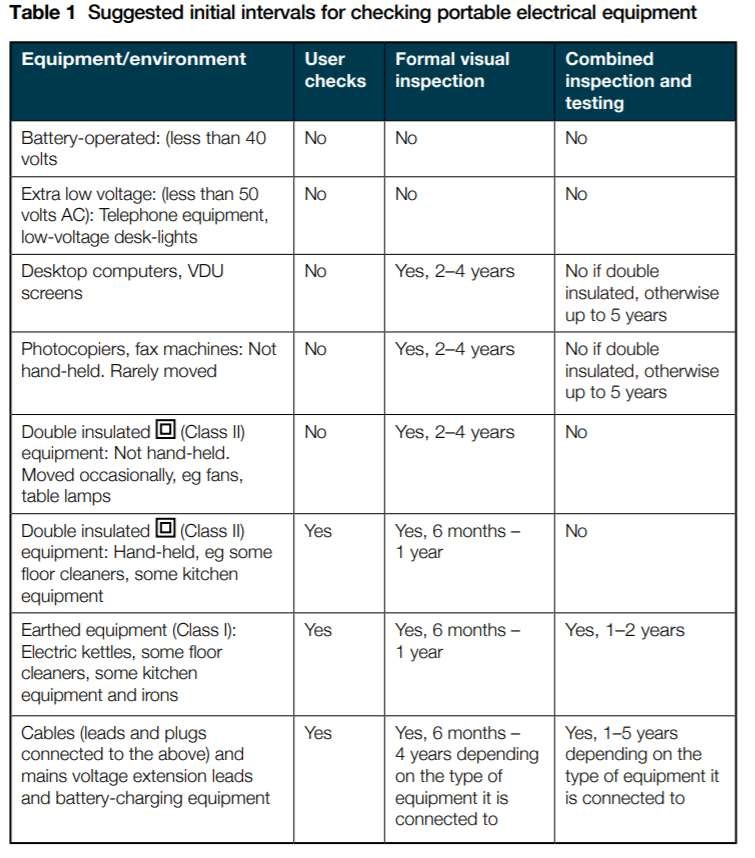 Table 1 Suggested initial intervals for checking portable electrical equipment
Equipment/environment
User
checks
Formal visual
inspection
Combined
inspection and
testing
Battery-operated: (less than 40
volts
No
No
No
Extra low voltage: (less than 50
volts AC): Telephone equipment,
low-voltage desk-lights
No
No
No
Desktop computers, VDU
screens
No
Yes, 2–4 years
No if double
insulated, otherwise
up to 5 years
Photocopiers, fax machines: Not
hand-held. Rarely moved
No
Yes, 2–4 years
No if double
insulated, otherwise
up to 5 years
Double insulated (Class II)
equipment: Not hand-held.
Moved occasionally, eg fans,
table lamps
No
Yes, 2–4 years
No
Double insulated (Class II)
equipment: Hand-held, eg some
floor cleaners, some kitchen
equipment
Yes
Yes, 6 months –
1 year
No
Earthed equipment (Class I):
Electric kettles, some floor
cleaners, some kitchen
equipment and irons
Yes
Yes, 6 months –
1 year
Yes, 1–2 years
Cables (leads and plugs
connected to the above) and
mains voltage extension leads
and battery-charging equipment
Yes
Yes, 6 months –
4 years depending
on the type of
equipment it is
connected to
Yes, 1–5 years
depending on the
type of equipment it
is connected to